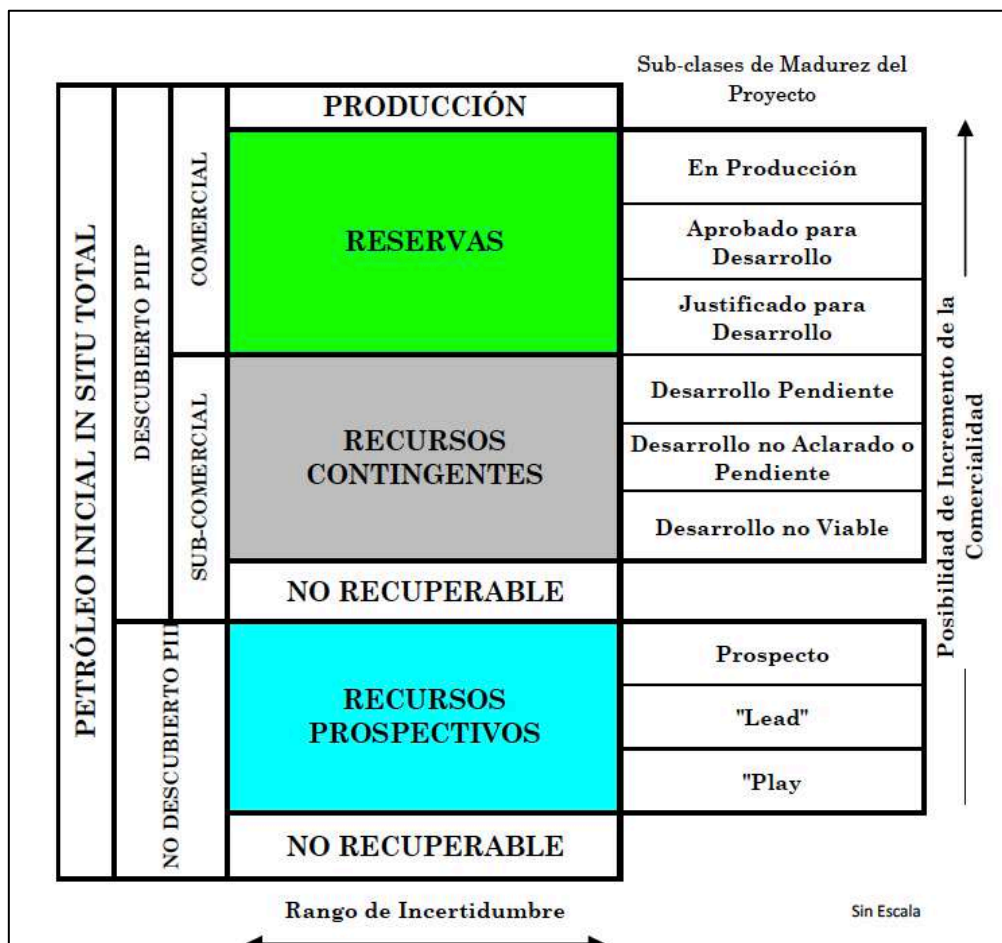 Sub-clases de Madurez del
Proyecto
PETRÓLEO INICIAL IN SITU TOTAL
DESCUBIERTO PIIP
COMERCIAL
PRODUCCIÓN
RESERVAS
En Producción
Aprobado para
Desarrollo
Justificado para
Desarrollo
SUB-COMERCIAL
RECURSOS
CONTINGENTES
Desarrollo Pendiente
Desarrollo no Aclarado o
Pendiente
Desarrollo no Viable
NO RECUPERABLE
NO DESCUBIERTO PIIP
RECURSOS
PROSPECTIVOS
Prospecto
"Lead"
"Play
NO RECUPERABLE
Posibilidad de Incremento de la
Comercialidad
Rango de Incertidumbre
Sin Escala